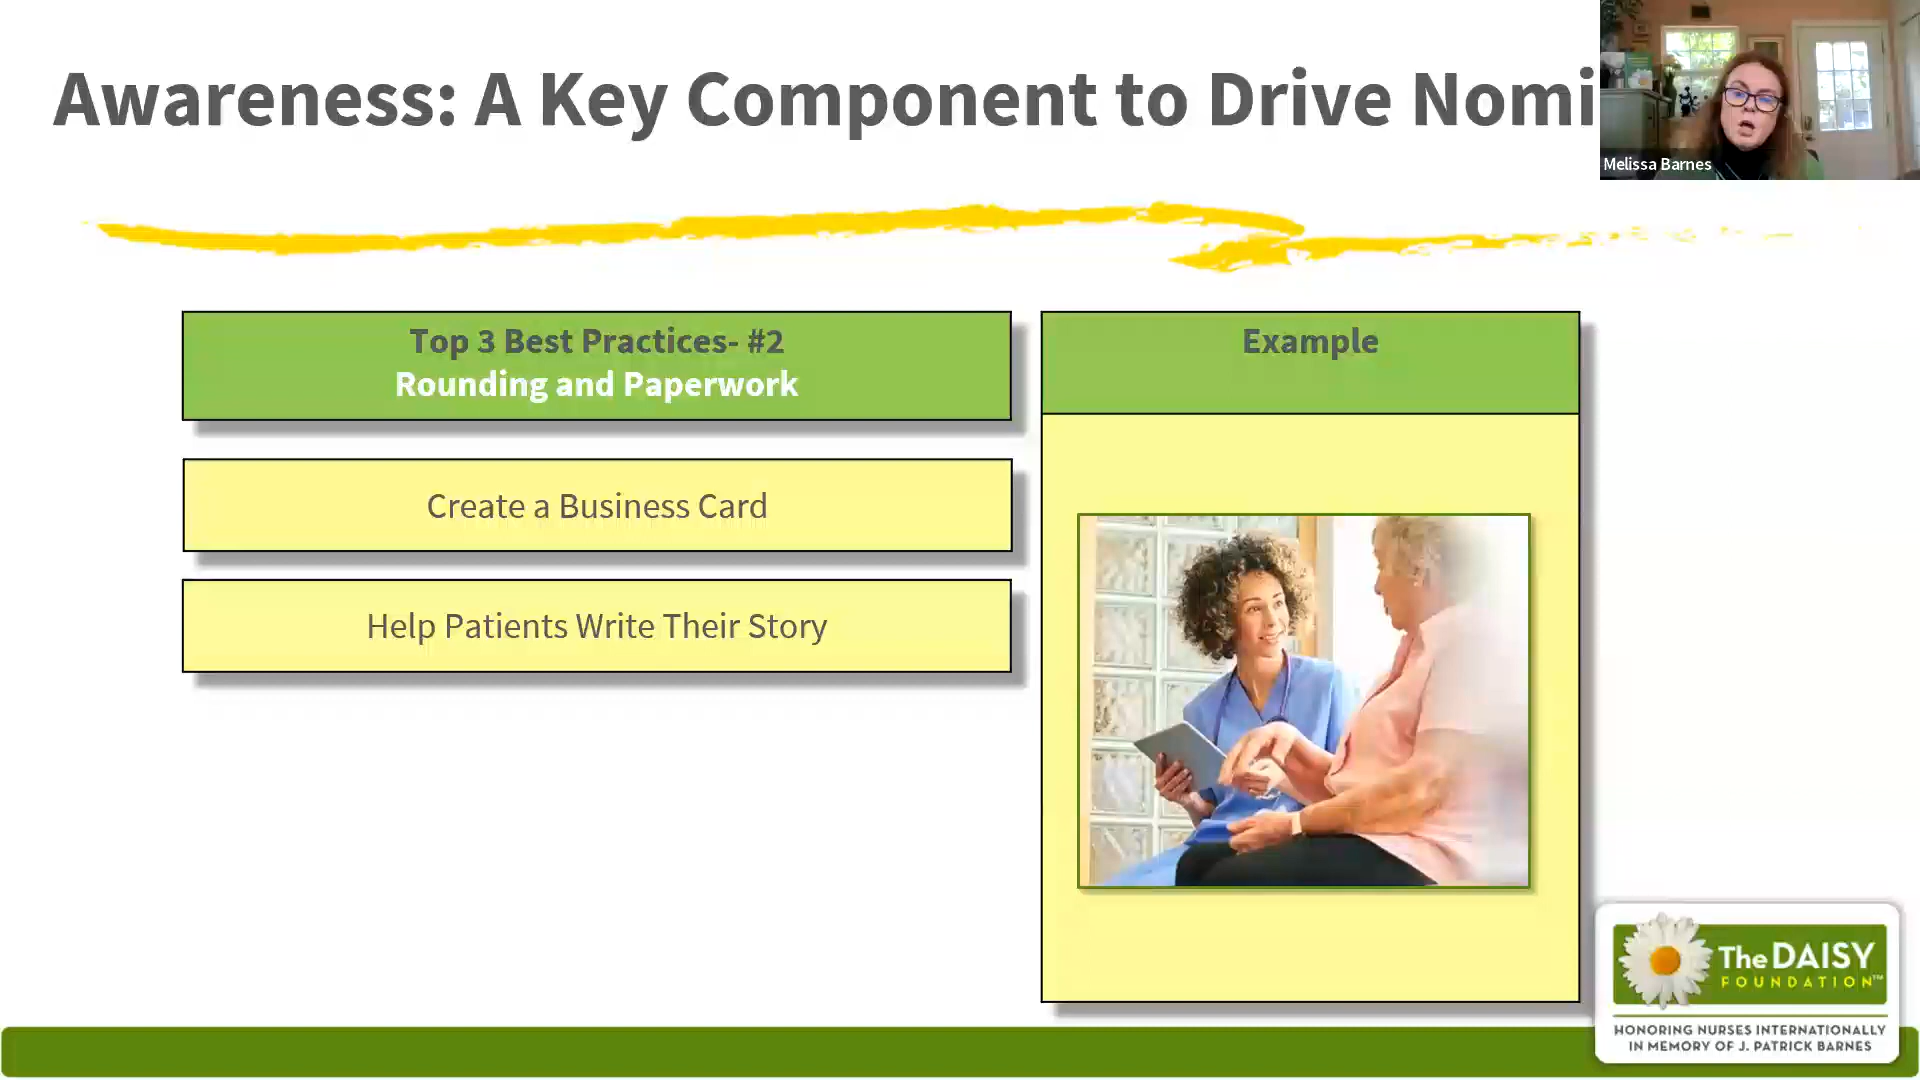 Awareness: A Key Component to Drive Nomi
Melissa Barnes
Top 3 Best Practices- #2
Rounding and Paperwork
Create a Business Card
Help Patients Write Their Story
Example
The DAISY
FOUNDATION™
HONORING NURSES INTERNATIONALLY
IN MEMORY OF J. PATRICK BARNES